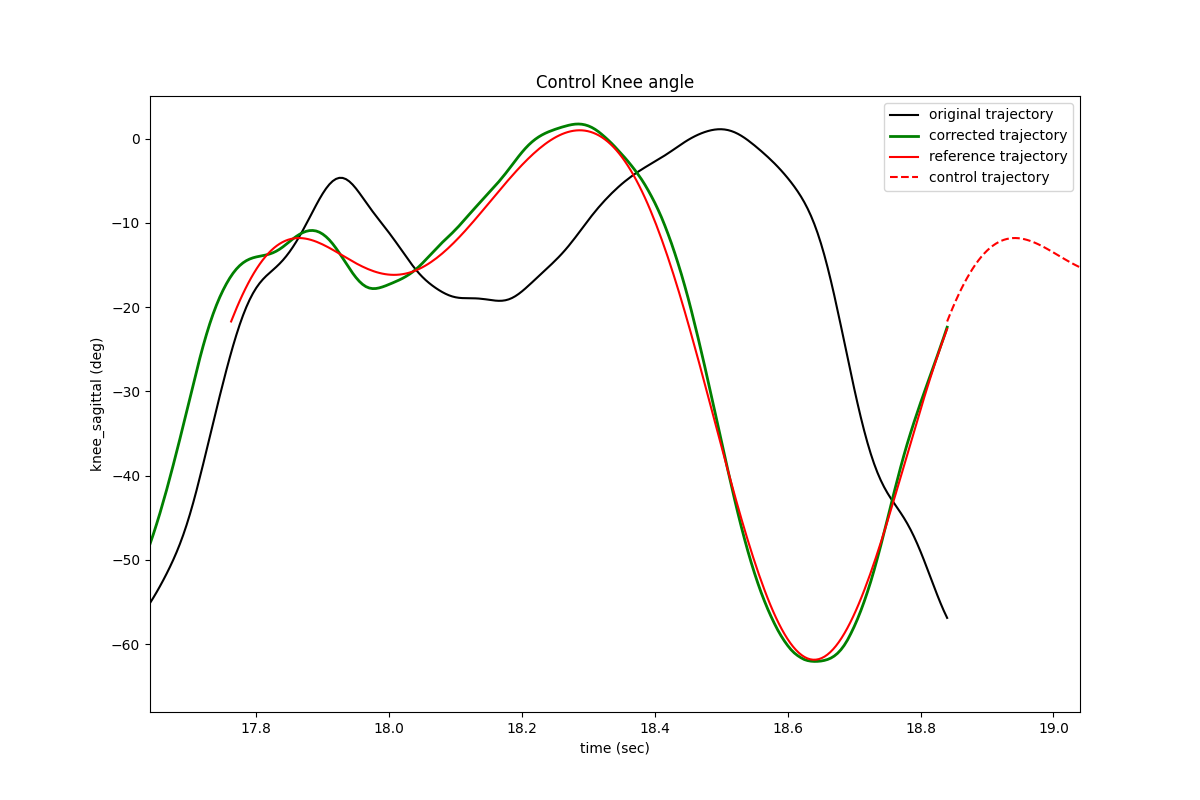 Control Knee angle
original trajectory
corrected trajectory
reference trajectory
control trajectory
knee_sagittal (deg)
0
−10
−20
−30
−40
−50
−60
17.8 18.0 18.2 18.4 18.6 18.8 19.0
time (sec)